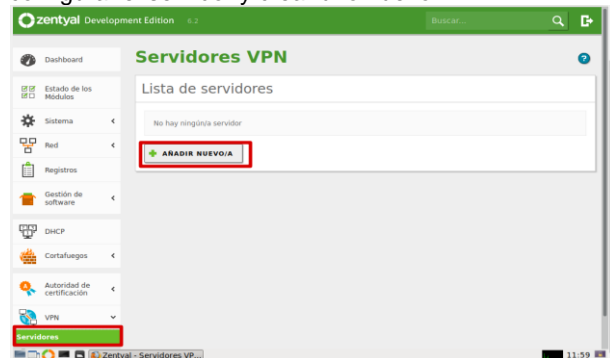 zentyal Development Edition 6.2
Buscar...
Dashboard
Estado de los
Módulos
Sistema
Red
Registros
Gestión de
software
DHCP
Cortafuegos
Autoridad de
certificación
VPN
Servidores
Servidores VPN
Lista de servidores
No hay ningún/a servidor
AÑADIR NUEVO/A
Zentyal - Servidores VP...
11:59